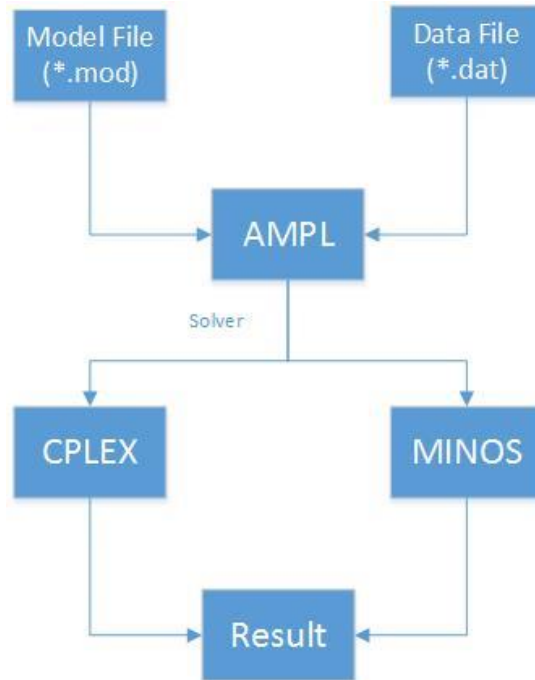 Model File
(*.mod)
Data File
(*.dat)
AMPL
Solver
CPLEX
MINOS
Result